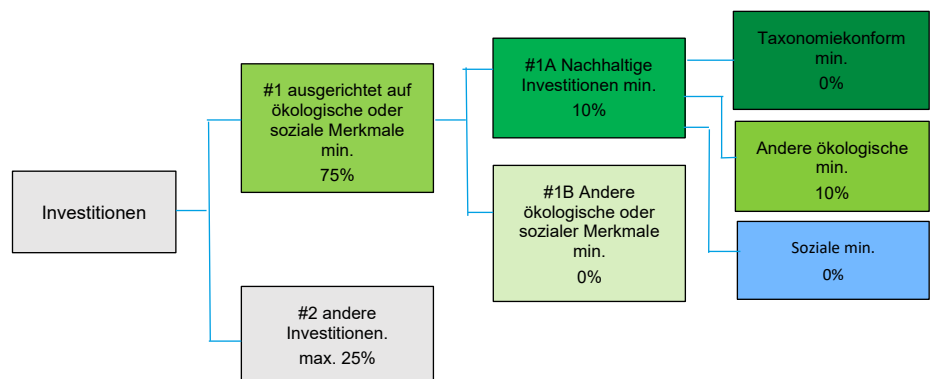 Investitionen
#1 ausgerichtet auf
ökologische oder
soziale Merkmale
min.
75%
#2 andere
Investitionen.
max. 25%
#1A Nachhaltige
Investitionen min.
10%
#1B Andere
ökologische oder
sozialer Merkmale
min.
0%
Taxonomiekonform
min.
0%
Andere ökologische
min.
10%
Soziale min.
0%